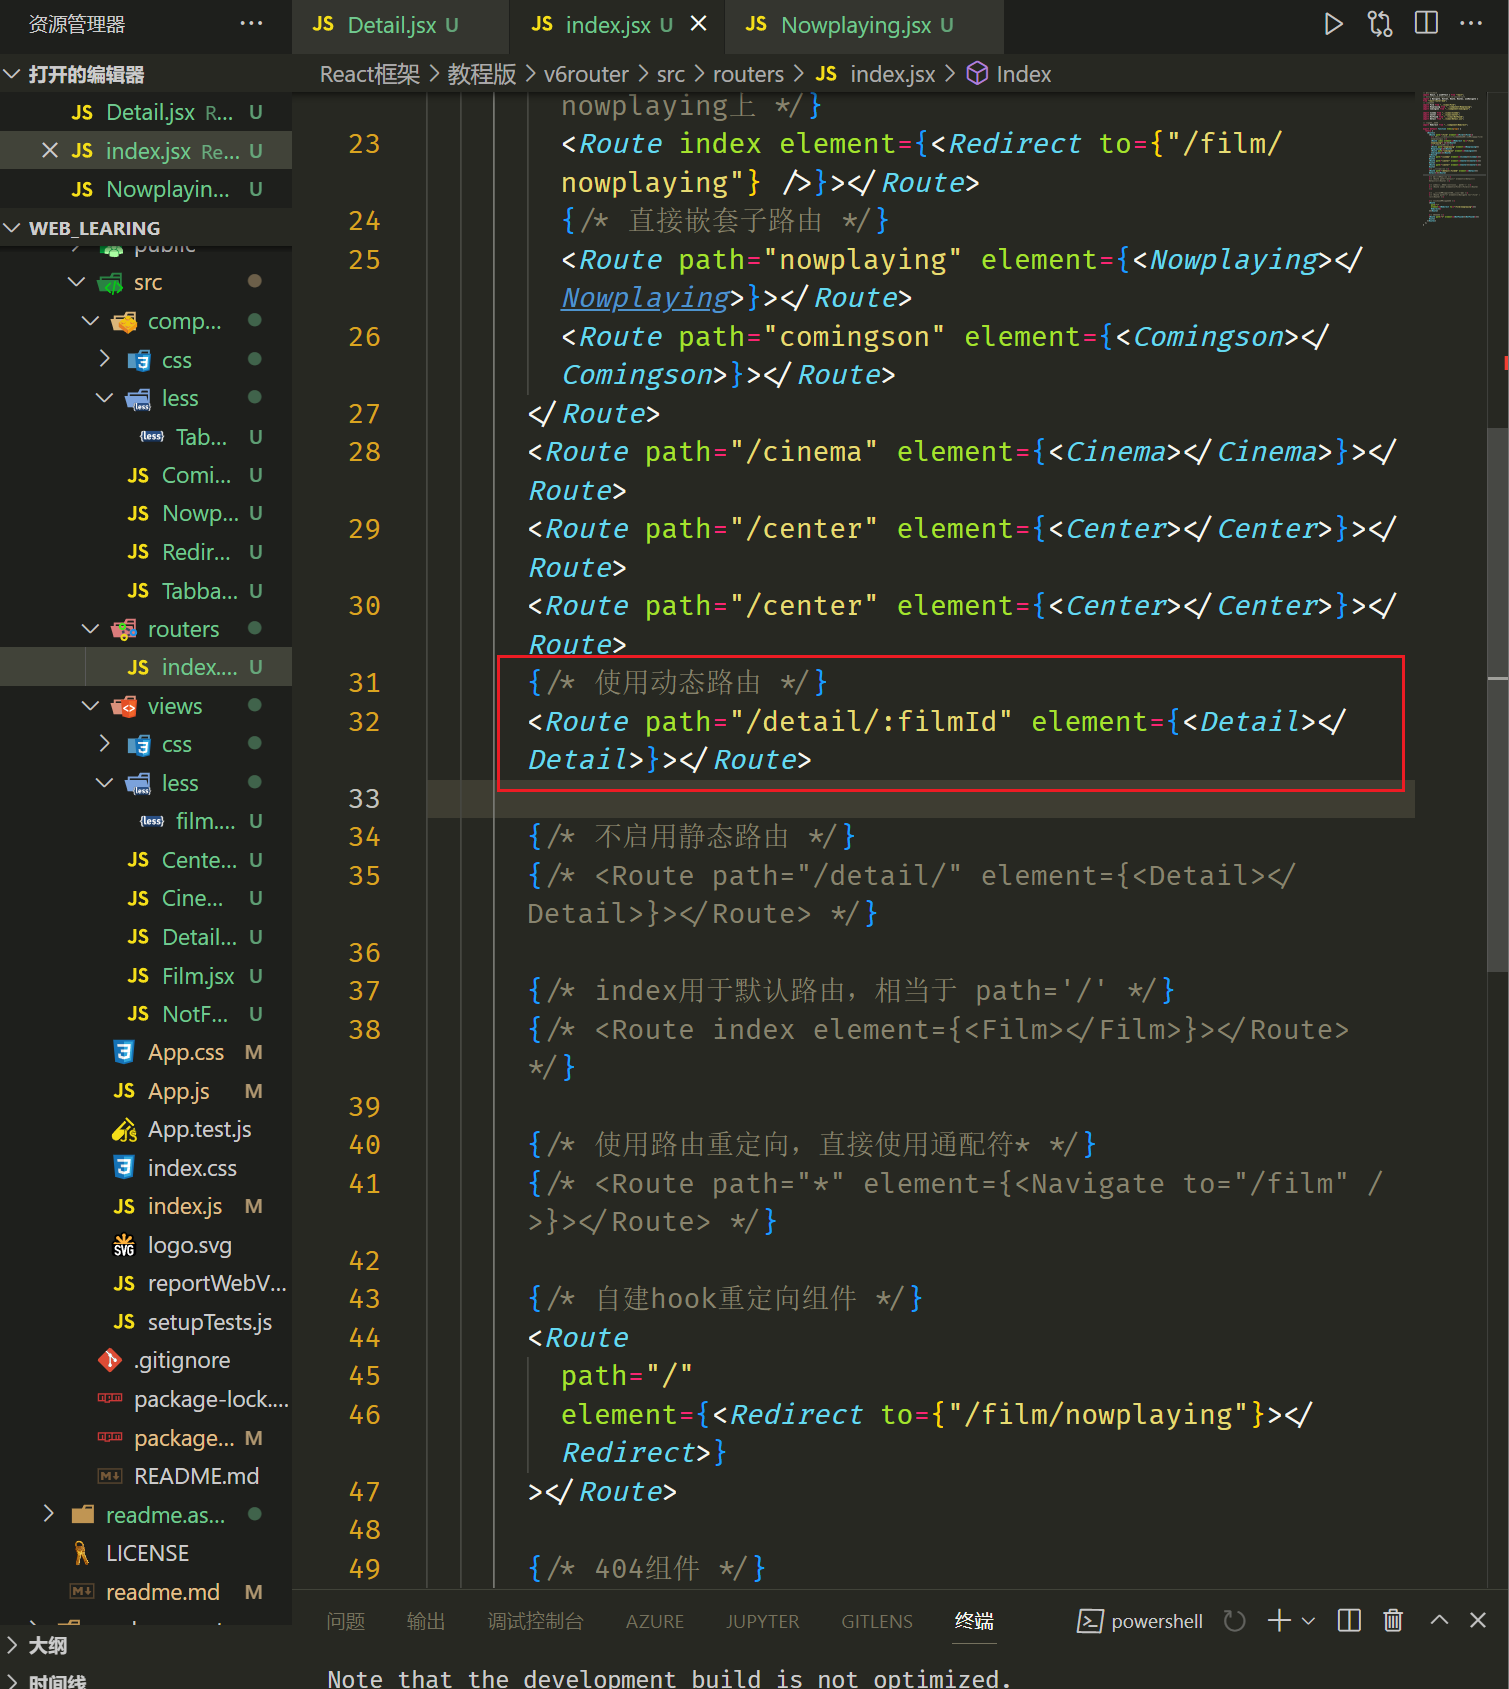 资源管理器 ···
JS Detail.jsx U
JS index.jsx U
JS Nowplaying.jsx U
打开的编辑器
JS Detail.jsx R... U
JS index.jsx Re... U
JS Nowplayin... U
WEB_LEARING
public
src
comp...
css
less
Tab... U
JS Comi... U
JS Nowp... U
JS Redir... U
JS Tabba... U
routers
JS index.... U
views
css
less
film.... U
JS Cente... U
JS Cine... U
JS Detail... U
JS Film.jsx U
JS NotF... U
App.css M
JS App.js M
App.test.js
index.css
JS index.js M
logo.svg
JS reportWebV...
JS setupTests.js
.gitignore
package-lock....
package... M
README.md
readme.as...
LICENSE
readme.md M
大纲
时间线
React框架 > 教程版 > v6router > src > routers > JS index.jsx > Index
nowplaying上 */}
23 <Route index element={<Redirect to={"/film/
nowplaying"} />}></Route>
24 {/* 直接嵌套子路由 */}
25 <Route path="nowplaying" element={<Nowplaying></
Nowplaying>}></Route>
26 <Route path="comingson" element={<Comingson></
Comingson>}></Route>
27 </Route>
28 <Route path="/cinema" element={<Cinema></Cinema>}></
Route>
29 <Route path="/center" element={<Center></Center>}></
Route>
30 <Route path="/center" element={<Center></Center>}></
Route>
31 {/* 使用动态路由 */}
32 <Route path="/detail/:filmId" element={<Detail></
Detail>}></Route>
33
34 {/* 不启用静态路由 */}
35 {/* <Route path="/detail/" element={<Detail></
Detail>}></Route> */}
36
37 {/* index用于默认路由，相当于 path='/' */}
38 {/* <Route index element={<Film></Film>}></Route>
*/}
39
40 {/* 使用路由重定向，直接使用通配符* */}
41 {/* <Route path="*" element={<Navigate to="/film" /
>}></Route> */}
42
43 {/* 自建hook重定向组件 */}
44 <Route
45 path="/"
46 element={<Redirect to={"/film/nowplaying"}></
Redirect>}
47 ></Route>
48
49 {/* 404组件 */}
问题 输出 调试控制台 AZURE JUPYTER GITLENS 终端 powershell
Note that the development build is not optimized.